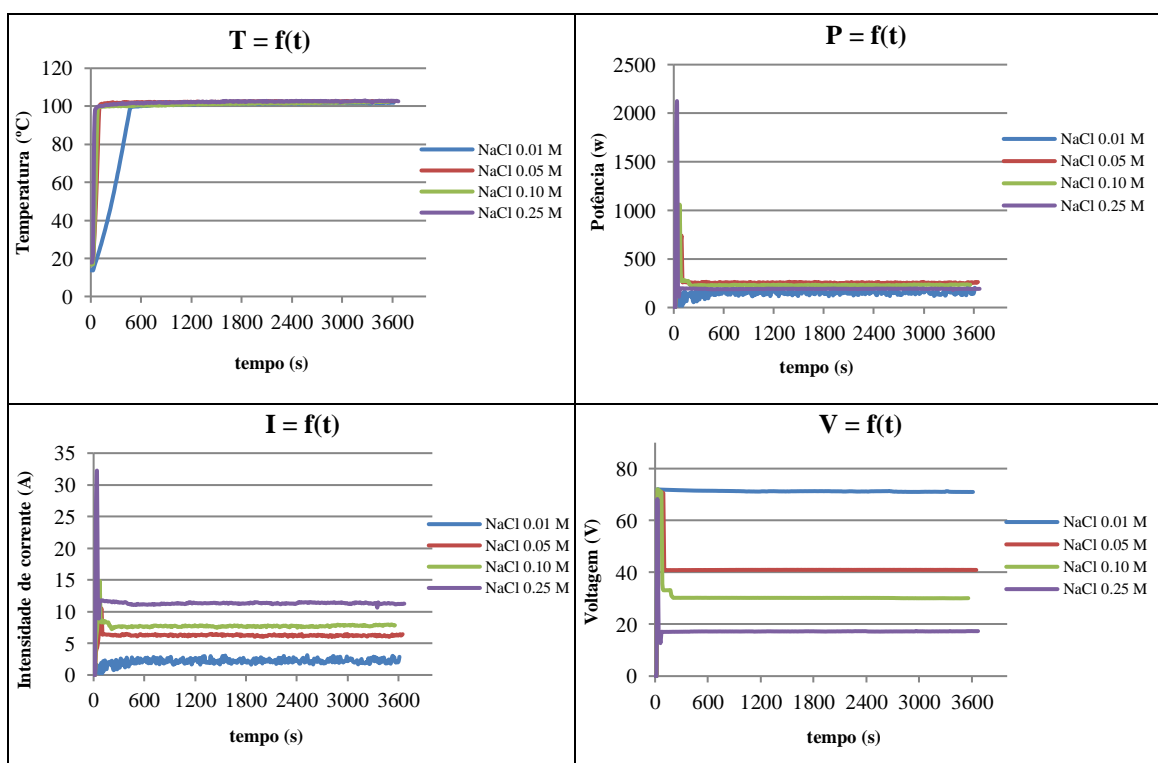 T = f(t)
120
100
80
60
40
20
0
0 600 1200 1800 2400 3000 3600
Temperatura (ºC)
tempo (s)
NaCl 0.01 M
NaCl 0.05 M
NaCl 0.10 M
NaCl 0.25 M
P = f(t)
2500
2000
1500
1000
500
0
0 600 1200 1800 2400 3000 3600
Potência (w)
tempo (s)
NaCl 0.01 M
NaCl 0.05 M
NaCl 0.10 M
NaCl 0.25 M
I = f(t)
35
30
25
20
15
10
5
0
0 600 1200 1800 2400 3000 3600
Intensidade de corrente (A)
tempo (s)
NaCl 0.01 M
NaCl 0.05 M
NaCl 0.10 M
NaCl 0.25 M
V = f(t)
80
60
40
20
0
0 600 1200 1800 2400 3000 3600
Voltagem (V)
tempo (s)
NaCl 0.01 M
NaCl 0.05 M
NaCl 0.10 M
NaCl 0.25 M